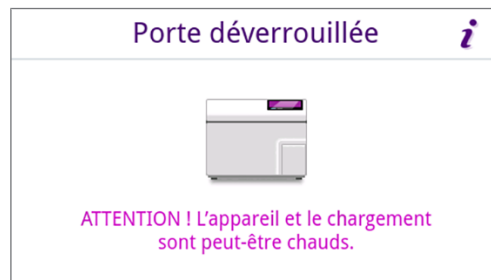 Porte déverrouillée i
ATTENTION ! L'appareil et le chargement
sont peut-être chauds.